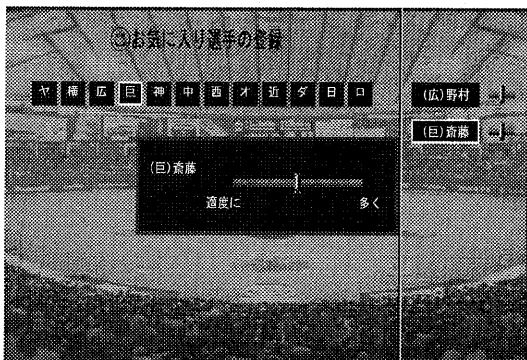 お気に入り選手の登録
ヤ 横 広 巨 神 中 西 オ 近 ダ 日 ロ
(広)野村
(巨)斎藤
(巨)斎藤
適度に 多く